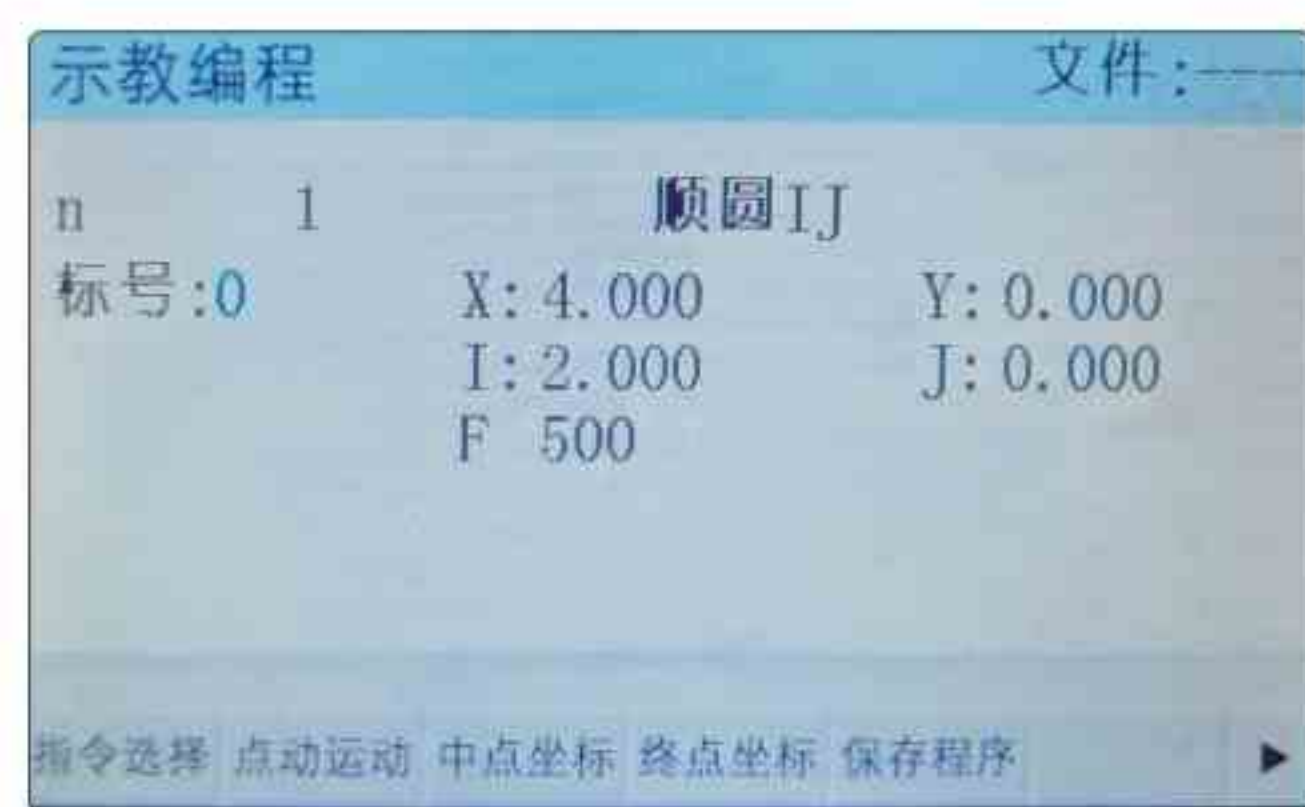 示教编程 文件:----
n 1 顺圆IJ
标号:0 X:4.000 Y:0.000
I:2.000 J:0.000
F 500
指令选择 点动运动 中点坐标 终点坐标 保存程序 ▶